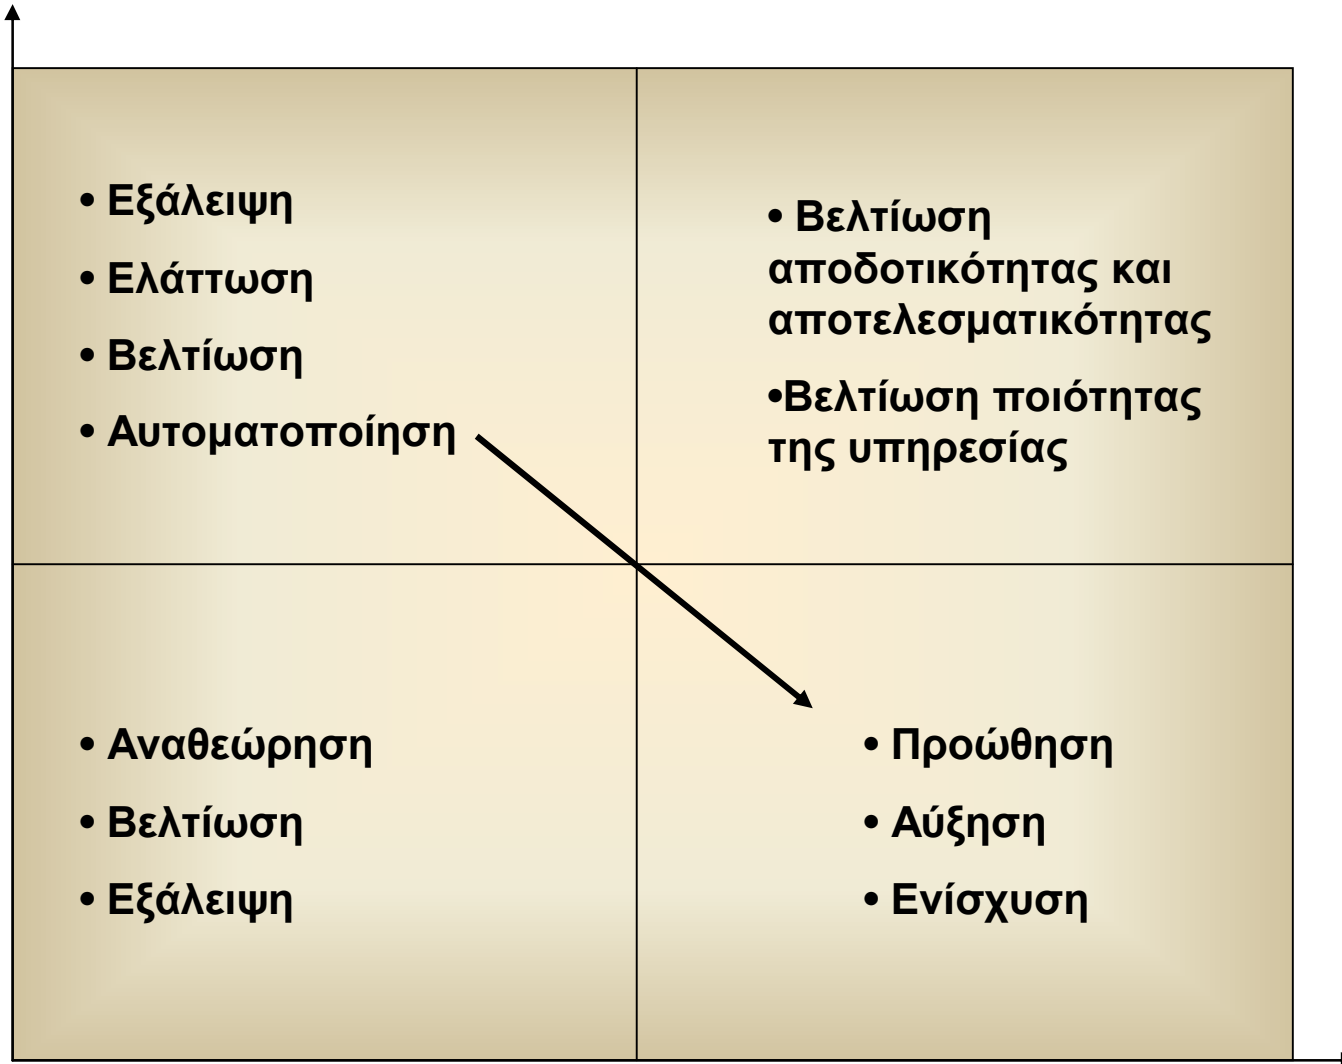 • Εξάλειψη
• Ελάττωση
• Βελτίωση
• Αυτοματοποίηση
• Βελτίωση
αποδοτικότητας και
αποτελεσματικότητας
•Βελτίωση ποιότητας
της υπηρεσίας
• Αναθεώρηση
• Βελτίωση
• Εξάλειψη
• Προώθηση
• Αύξηση
• Ενίσχυση